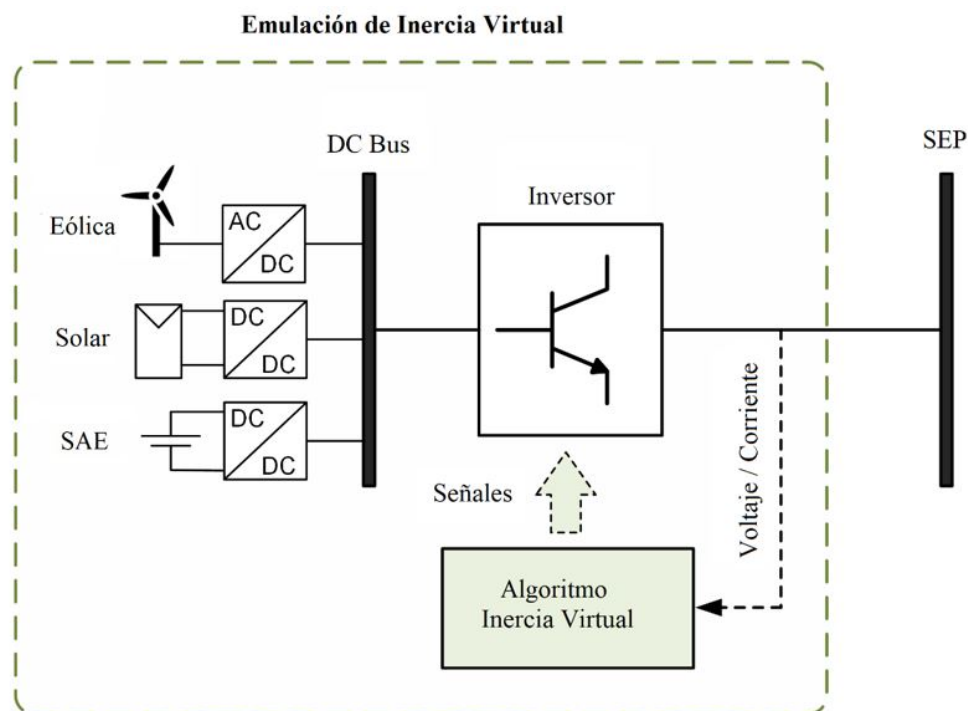 Emulación de Inercia Virtual
DC Bus
SEP
Inversor
Eólica
AC
DC
Solar
DC
DC
SAE
DC
DC
Señales
Voltaje / Corriente
Algoritmo
Inercia Virtual